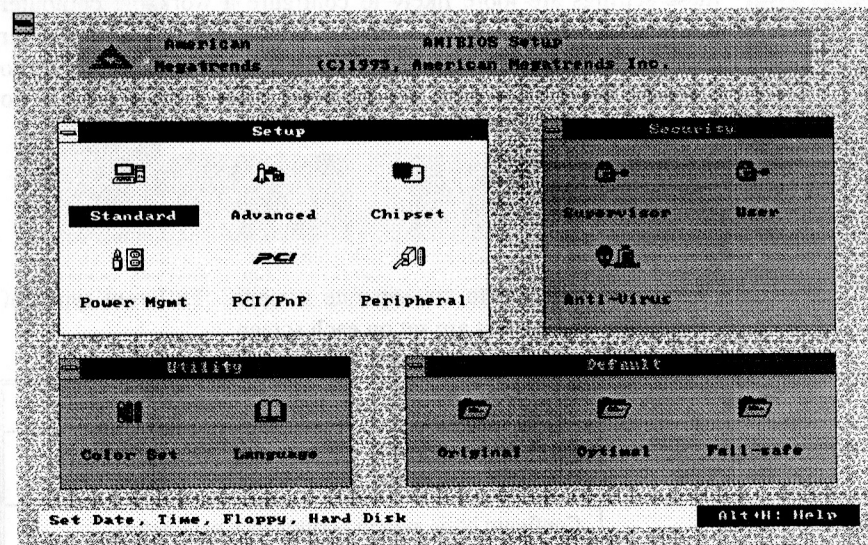 American
Megatrends
AMIBIOS Setup
(C)1995, American Megatrends Inc.
Setup
Standard
Advanced
Chipset
Power Mgmt
PCI
PCI/PnP
Peripheral
Security
Supervisor
User
Anti-Virus
Utility
Color Set
Language
Default
Original
Optimal
Fail-safe
Set Date, Time, Floppy, Hard Disk
Alt+H: Help